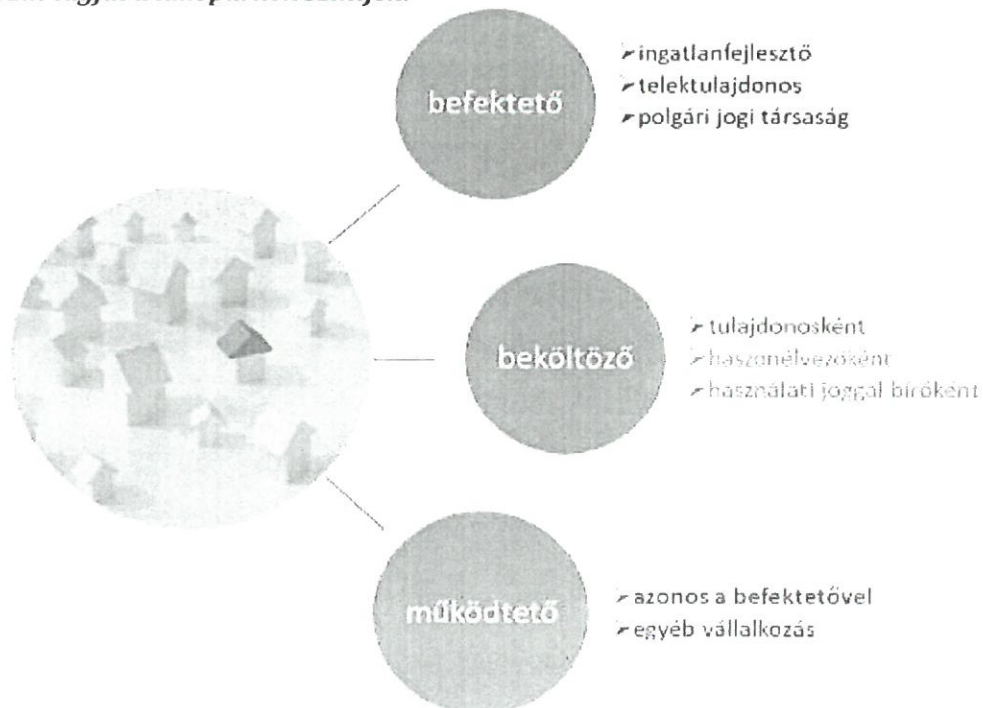 befektető
➢ingatlanfejlesztő
➢telektulajdonos
➢polgári jogi társaság
beköltöző
➢tulajdonosként
➢haszonélvezőként
➢használati joggal bíróként
működtető
➢azonos a befektetővel
➢egyéb vállalkozás